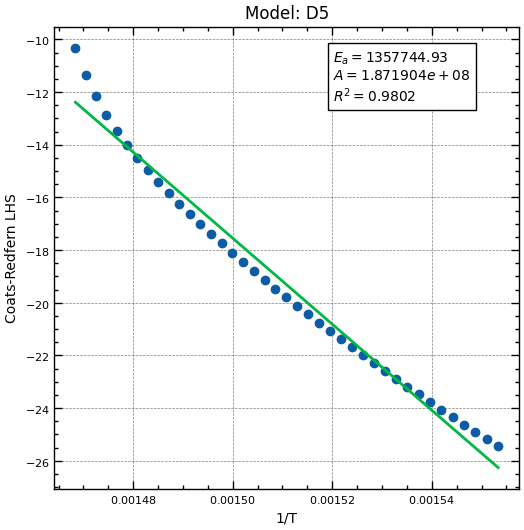 Model: D5
−10
−12
−14
−16
−18
−20
−22
−24
−26
Coats-Redfern LHS
E_a = 1357744.93
A = 1.871904e + 08
R^2 = 0.9802
0.00148
0.00150
0.00152
0.00154
1/T